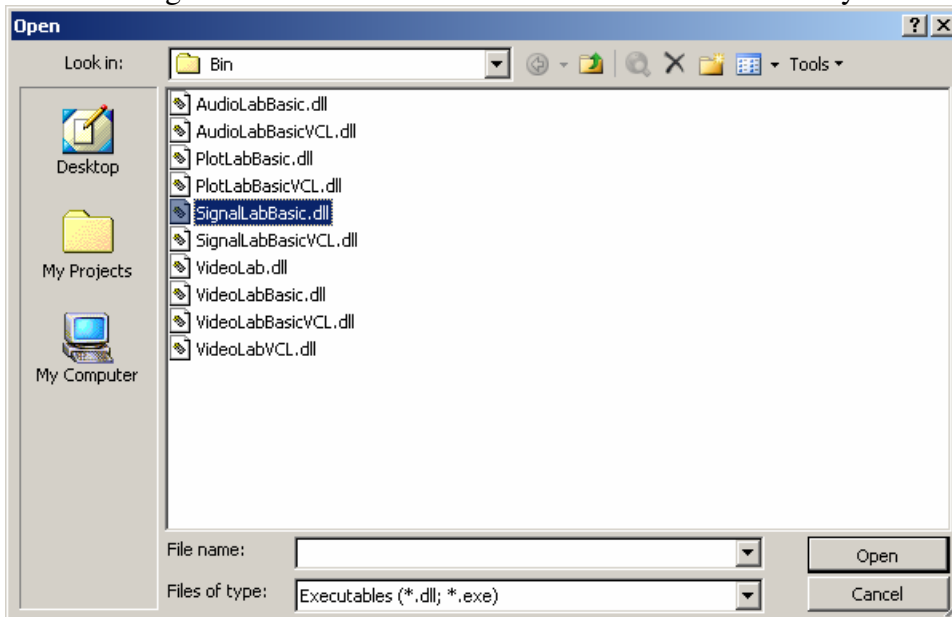 Open
Look in:
Bin
Tools
Desktop
My Projects
My Computer
AudioLabBasic.dll
AudioLabBasicVCL.dll
PlotLabBasic.dll
PlotLabBasicVCL.dll
SignalLabBasic.dll
SignalLabBasicVCL.dll
VideoLab.dll
VideoLabBasic.dll
VideoLabBasicVCL.dll
VideoLabVCL.dll
File name:
Open
Files of type:
Executables (*.dll; *.exe)
Cancel